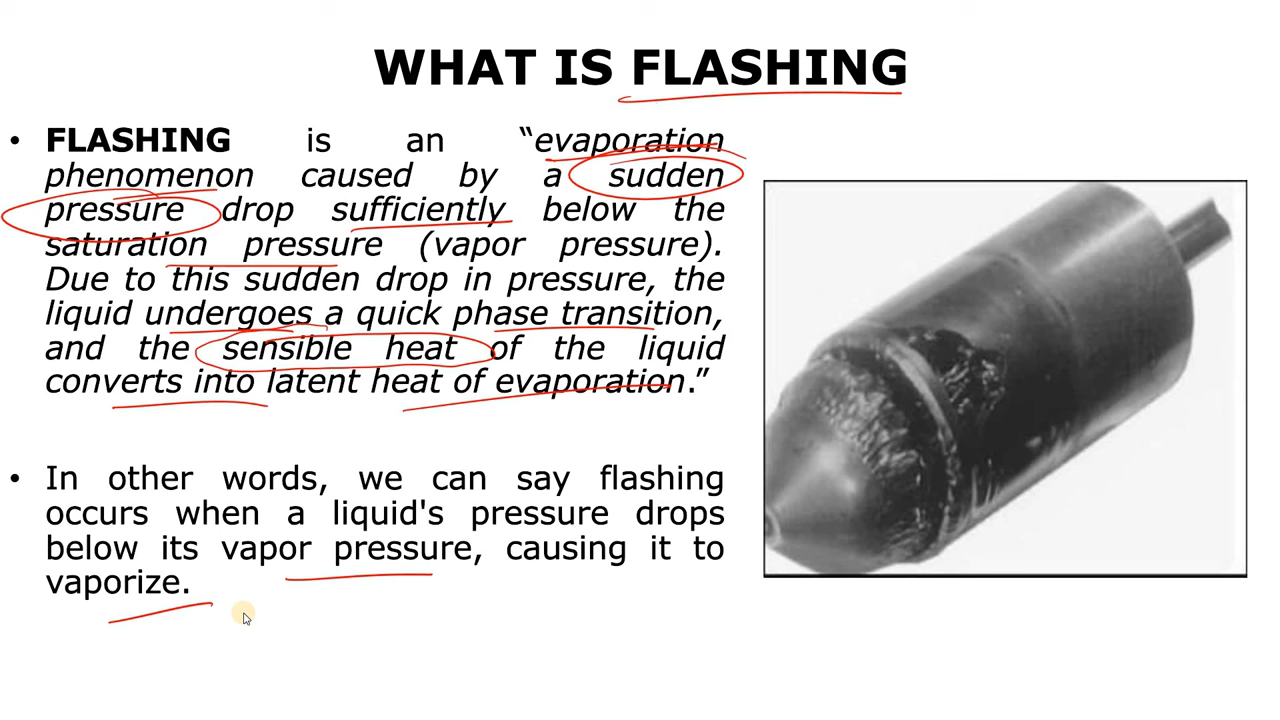 WHAT IS FLASHING
• FLASHING is an “evaporation
phenomenon caused by a sudden
pressure drop sufficiently below the
saturation pressure (vapor pressure).
Due to this sudden drop in pressure, the
liquid undergoes a quick phase transition,
and the sensible heat of the liquid
converts into latent heat of evaporation.”
• In other words, we can say flashing
occurs when a liquid's pressure drops
below its vapor pressure, causing it to
vaporize.